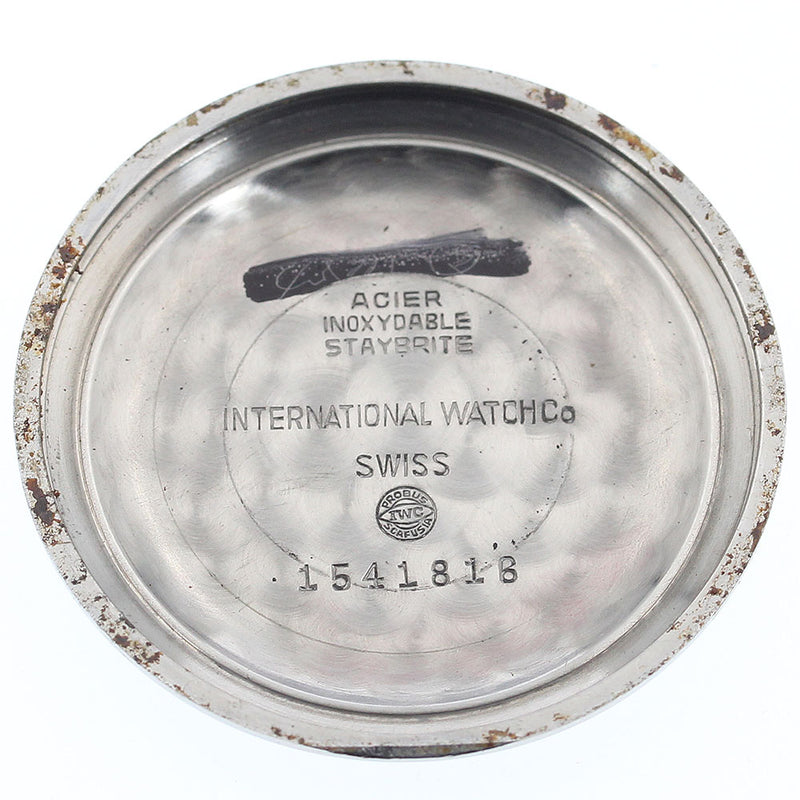 ACIER
INOXYDABLE
STAYBRITE
INTERNATIONAL WATCH Co
SWISS
PROBUS
IWC
SCAFUSIA
1541818